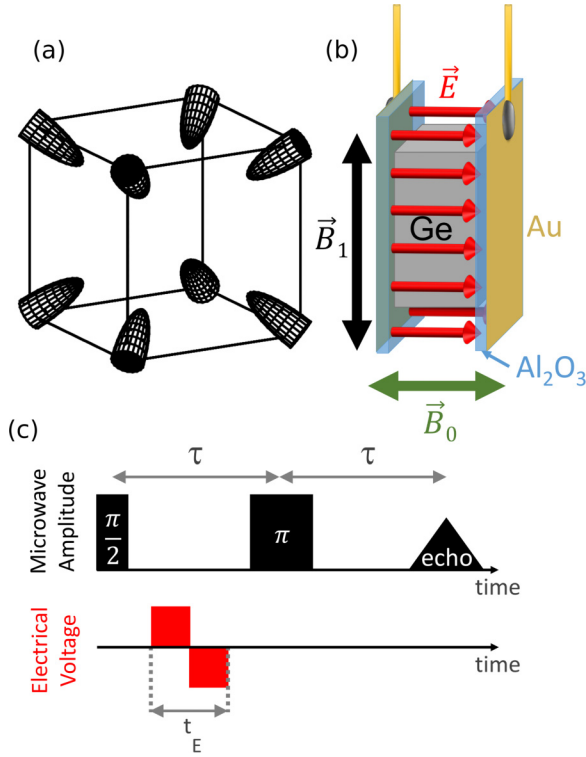 (a)
(b)
E
B1
Ge
Au
Al2O3
B0
(c)
τ
τ
Microwave
Amplitude
π
2
π
echo
time
Electrical
Voltage
time
tE